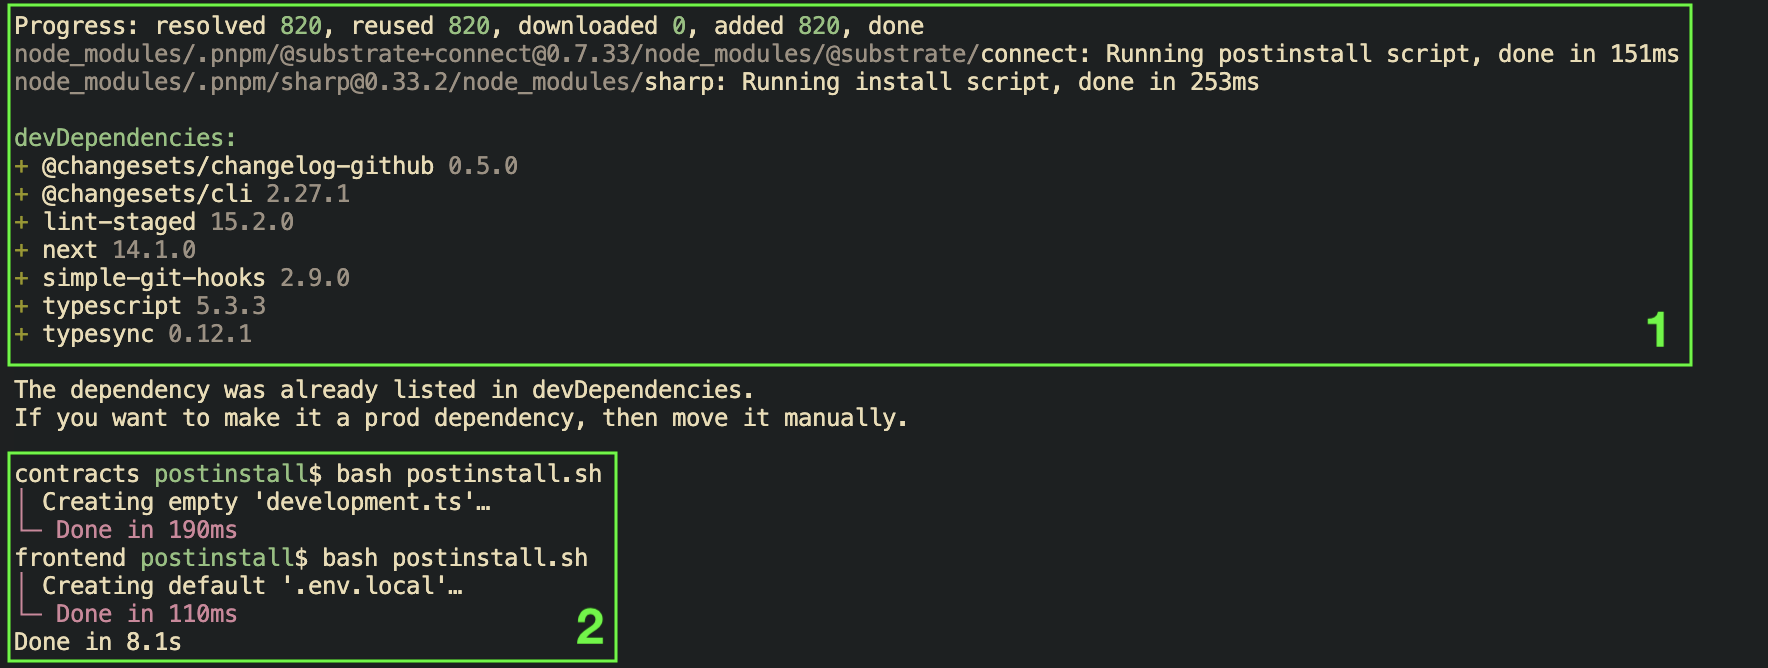 Progress: resolved 820, reused 820, downloaded 0, added 820, done
node_modules/.pnpm/@substrate+connect@0.7.33/node_modules/@substrate/connect: Running postinstall script, done in 151ms
node_modules/.pnpm/sharp@0.33.2/node_modules/sharp: Running install script, done in 253ms
devDependencies:
+ @changesets/changelog-github 0.5.0
+ @changesets/cli 2.27.1
+ lint-staged 15.2.0
+ next 14.1.0
+ simple-git-hooks 2.9.0
+ typescript 5.3.3
+ typesync 0.12.1
1
The dependency was already listed in devDependencies.
If you want to make it a prod dependency, then move it manually.
contracts postinstall$ bash postinstall.sh
│ Creating empty 'development.ts'…
└─ Done in 190ms
frontend postinstall$ bash postinstall.sh
│ Creating default '.env.local'…
└─ Done in 110ms
Done in 8.1s
2